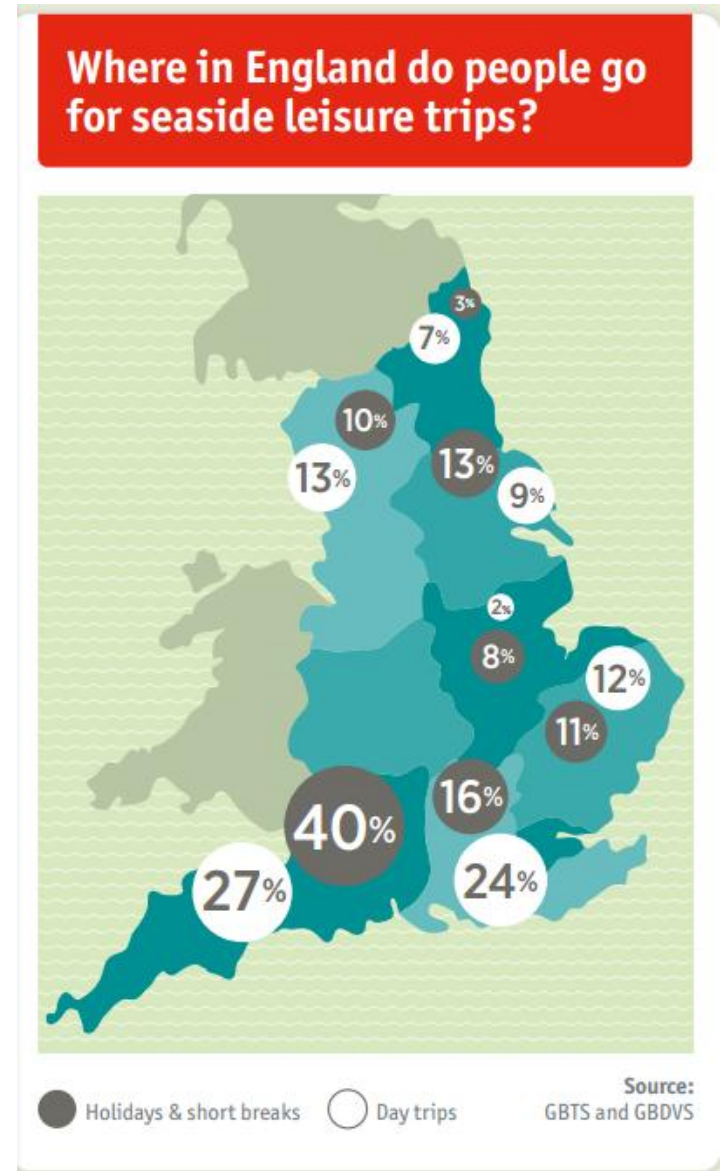 Where in England do people go
for seaside leisure trips?
3%
7%
10%
13%
13%
9%
2%
8%
12%
11%
16%
40%
24%
27%
Holidays & short breaks
Day trips
Source:
GBTS and GBDVS